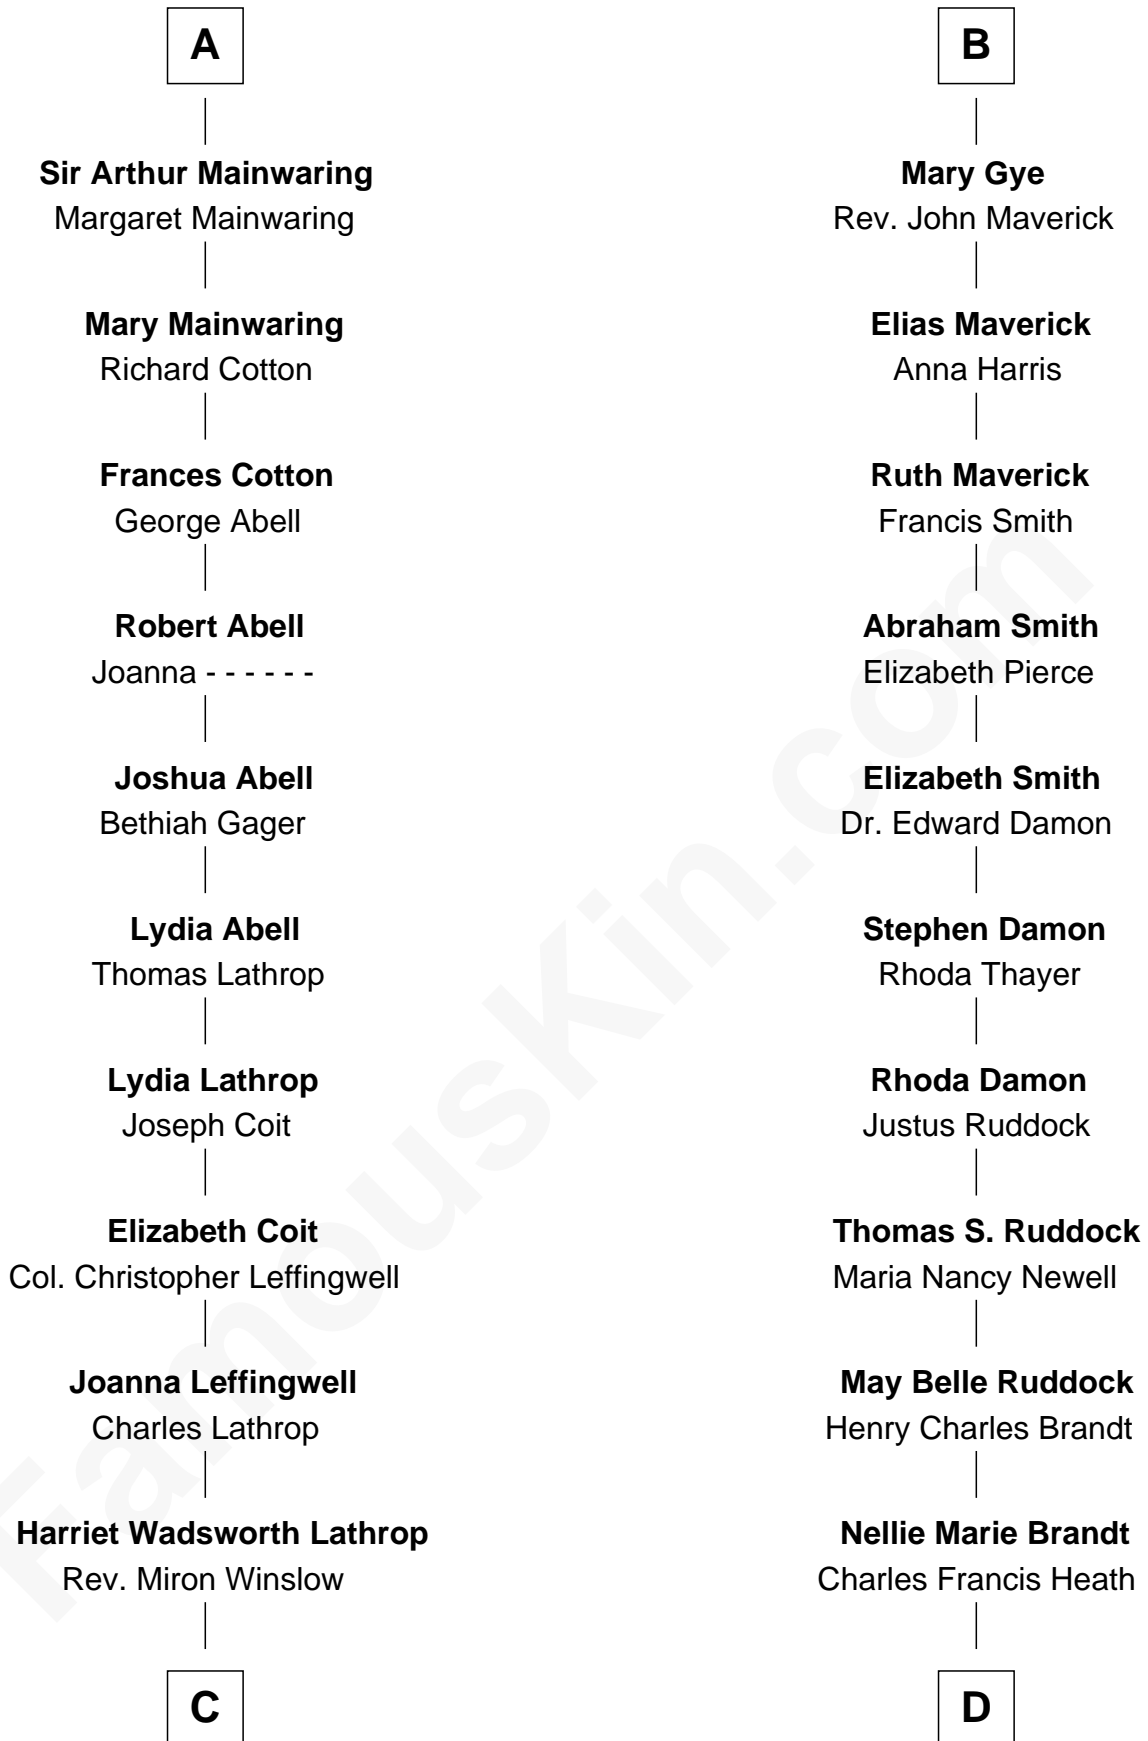 A
Sir Arthur Mainwaring
Margaret Mainwaring
Mary Mainwaring
Richard Cotton
Frances Cotton
George Abell
Robert Abell
Joanna - - - - - -
Joshua Abell
Bethiah Gager
Lydia Abell
Thomas Lathrop
Lydia Lathrop
Joseph Coit
Elizabeth Coit
Col. Christopher Leffingwell
Joanna Leffingwell
Charles Lathrop
Harriet Wadsworth Lathrop
Rev. Miron Winslow
C
B
Mary Gye
Rev. John Maverick
Elias Maverick
Anna Harris
Ruth Maverick
Francis Smith
Abraham Smith
Elizabeth Pierce
Elizabeth Smith
Dr. Edward Damon
Stephen Damon
Rhoda Thayer
Rhoda Damon
Justus Ruddock
Thomas S. Ruddock
Maria Nancy Newell
May Belle Ruddock
Henry Charles Brandt
Nellie Marie Brandt
Charles Francis Heath
D
FamousKin.com